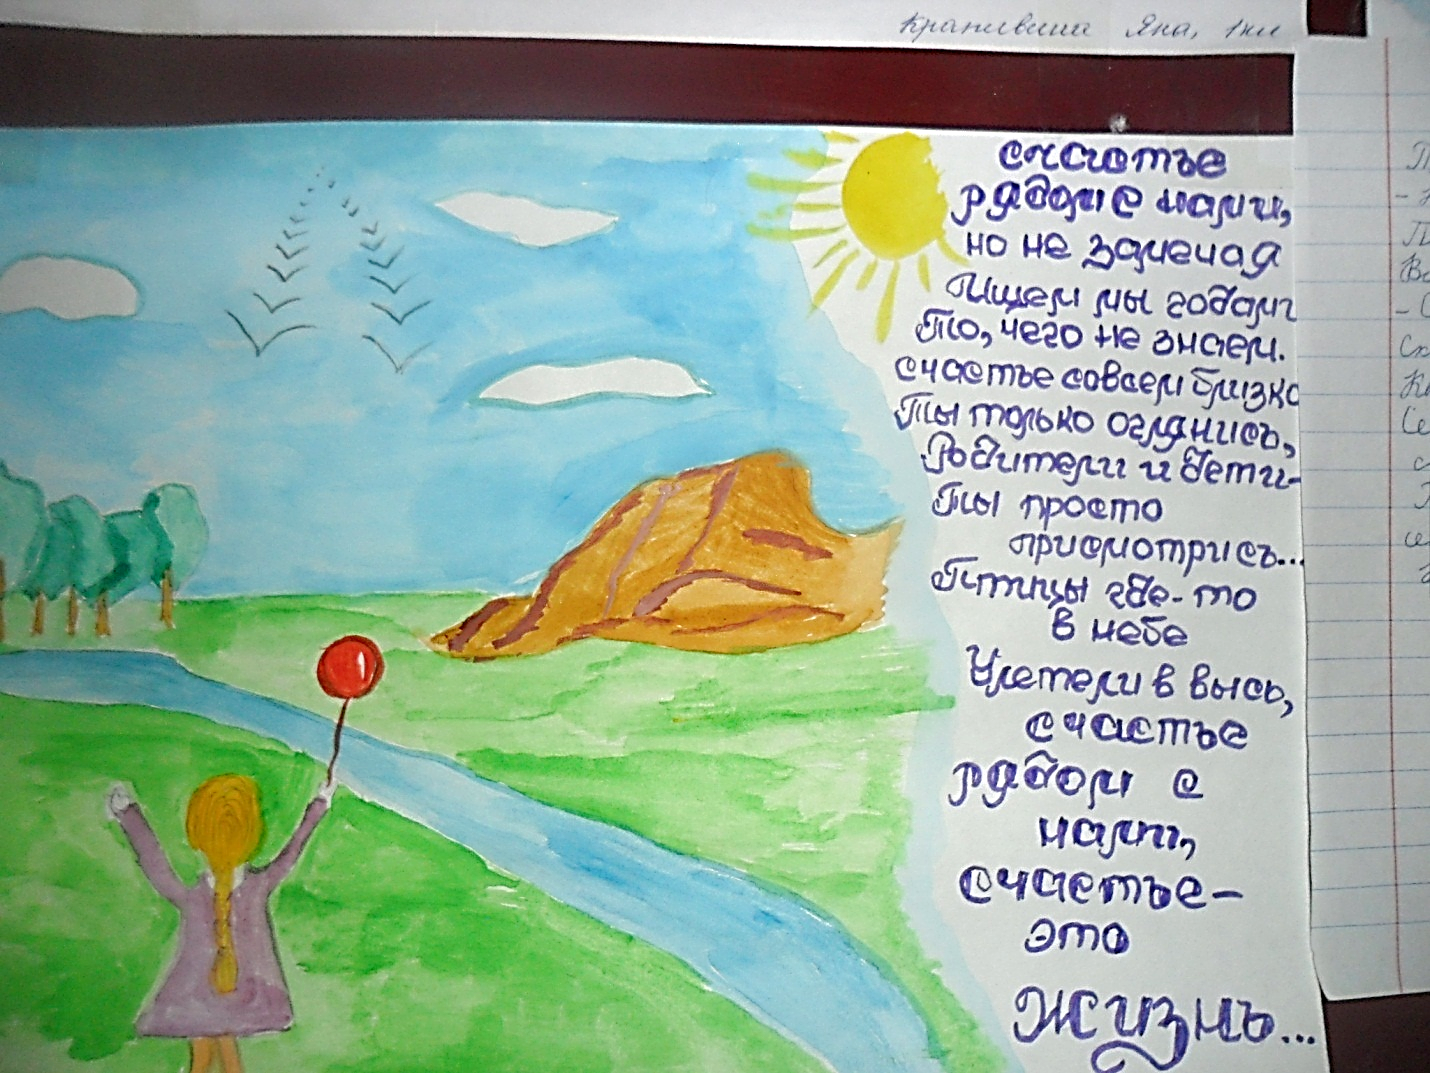 Яна, 1кл
счастье
рядом с нами,
но не замечая
Ищем мы годами
То, чего не знаем.
счастье совсем близко
Ты только оглянись,
Родители и дети-
Ты просто
присмотрись...
Птицы где-то
в небе
Улетели в высь,
счастье
рядом с
нами,
счастье-
это
Жизнь...